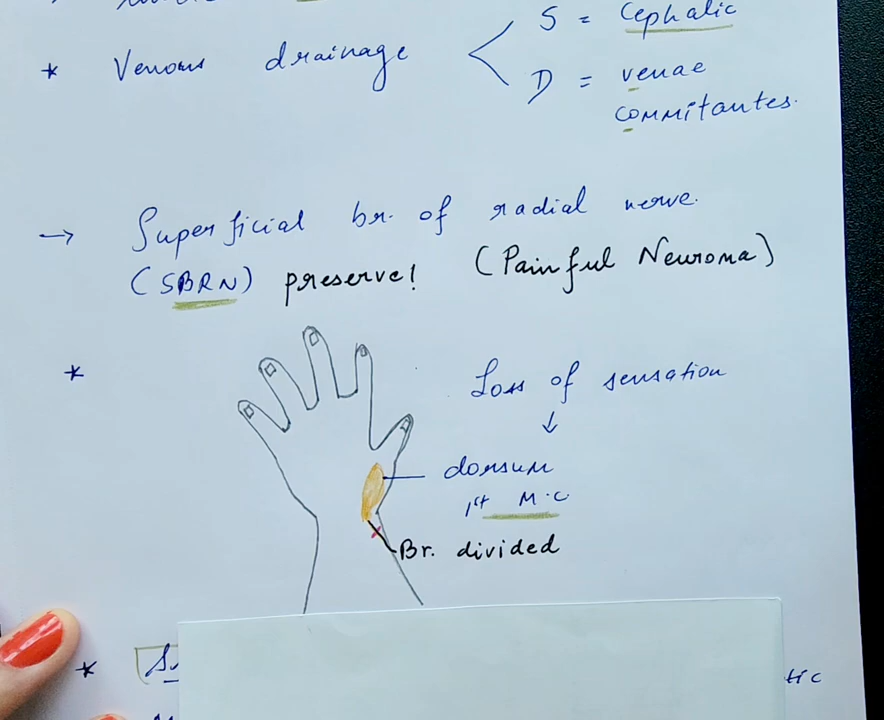 S = Cephalic
* Venous drainage <
D = venae
commitantes.
→ Superficial br. of radial nerve.
(SBRN) preserve! (Painful Neuroma)
* Loss of sensation
↓
dorsum
1st M.C.
Br. divided
*
tic